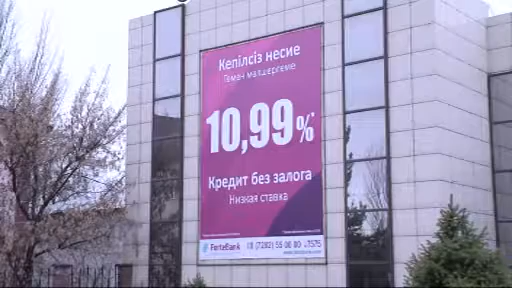 Кепілсіз несие
Төмен мөлшерлеме
10,99%*
Кредит без залога
Низкая ставка
ForteBank 8 (7282) 55 00 80 7575